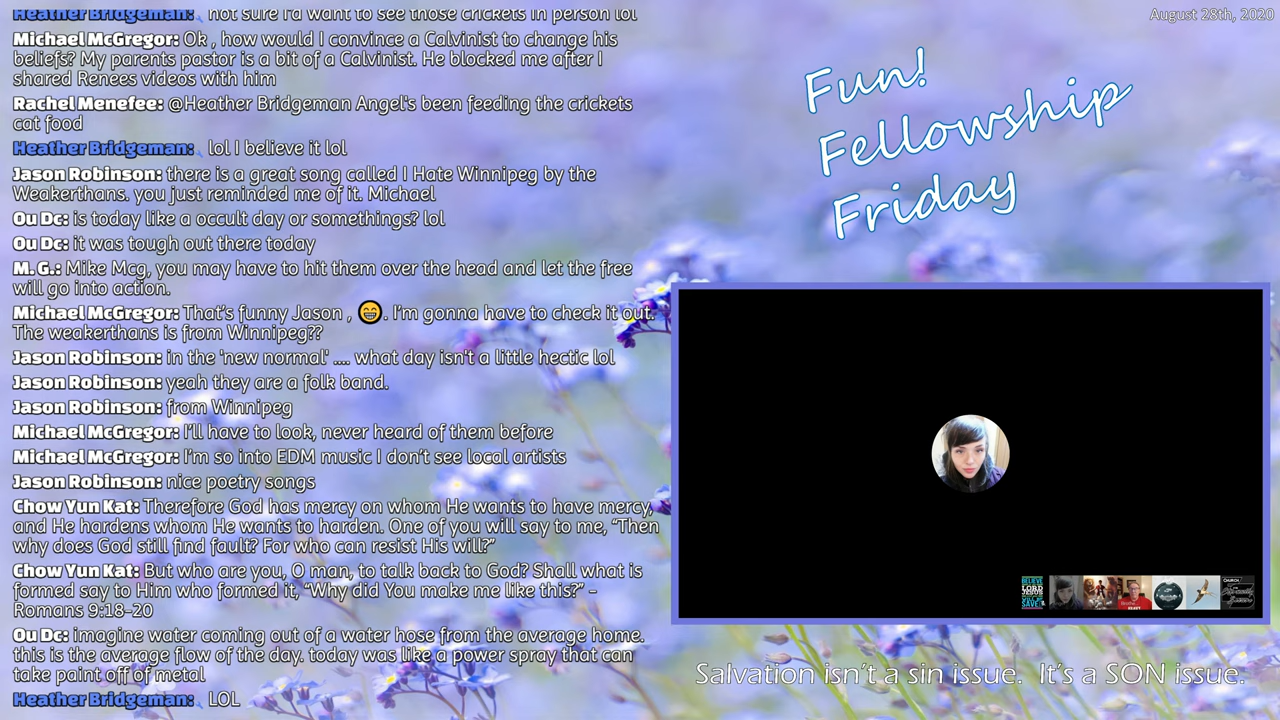 Heather Bridgeman: not sure I'd want to see those crickets in person lol
Michael McGregor: Ok , how would I convince a Calvinist to change his
beliefs? My parents pastor is a bit of a Calvinist. He blocked me after I
shared Renees videos with him
Rachel Menefee: @Heather Bridgeman Angel's been feeding the crickets
cat food
Heather Bridgeman: lol I believe it lol
Jason Robinson: there is a great song called I Hate Winnipeg by the
Weakerthans. you just reminded me of it. Michael
Ou Dc: is today like a occult day or somethings? lol
Ou Dc: it was tough out there today
M. G.: Mike Mcg, you may have to hit them over the head and let the free
will go into action.
Michael McGregor: That's funny Jason , 😁. I'm gonna have to check it out.
The weakerthans is from Winnipeg??
Jason Robinson: in the 'new normal' .... what day isn't a little hectic lol
Jason Robinson: yeah they are a folk band.
Jason Robinson: from Winnipeg
Michael McGregor: I'll have to look, never heard of them before
Michael McGregor: I'm so into EDM music I don't see local artists
Jason Robinson: nice poetry songs
Chow Yun Kat: Therefore God has mercy on whom He wants to have mercy,
and He hardens whom He wants to harden. One of you will say to me, “Then
why does God still find fault? For who can resist His will?”
Chow Yun Kat: But who are you, O man, to talk back to God? Shall what is
formed say to Him who formed it, “Why did You make me like this?” –
Romans 9:18-20
Ou Dc: imagine water coming out of a water hose from the average home.
this is the average flow of the day. today was like a power spray that can
take paint off of metal
Heather Bridgeman: LOL
August 28th, 2020
Fun!
Fellowship
Friday
BELIEVE
LORD
JESUS
SAVE
CHURCH
Salvation isn't a sin issue. It's a SON issue.